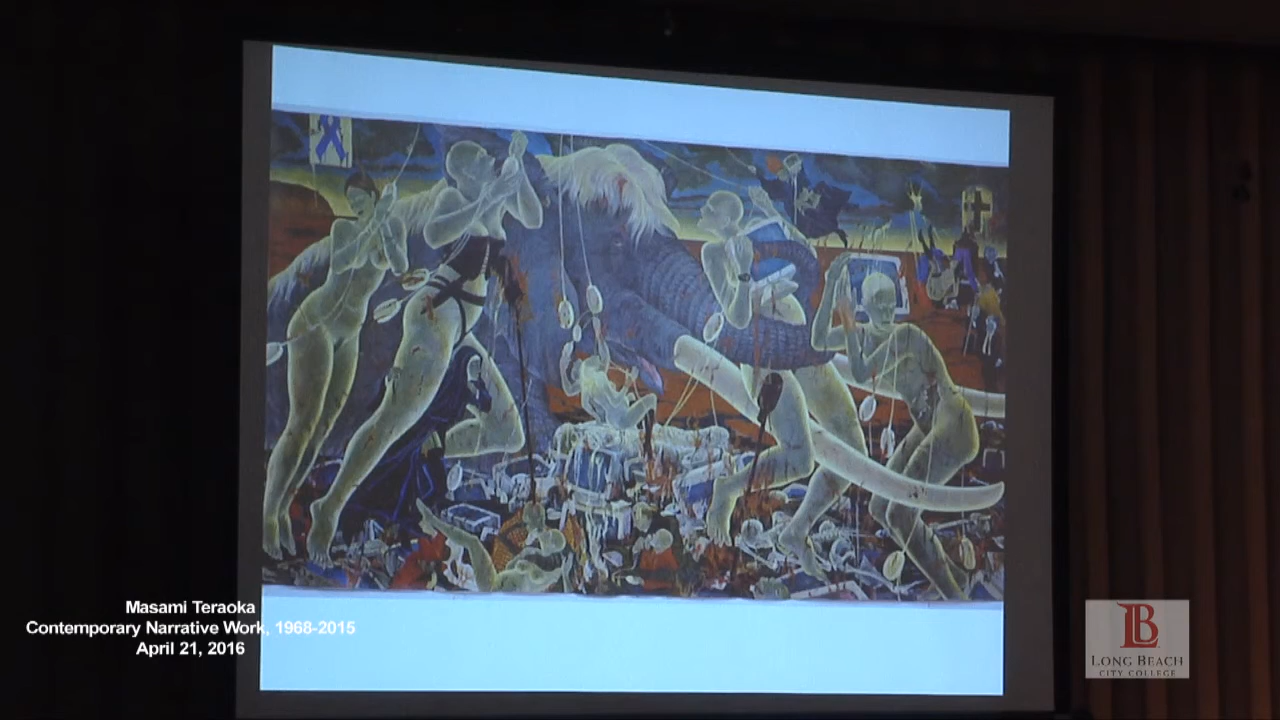 Masami Teraoka
Contemporary Narrative Work, 1968-2015
April 21, 2016
LB
LONG BEACH
CITY COLLEGE